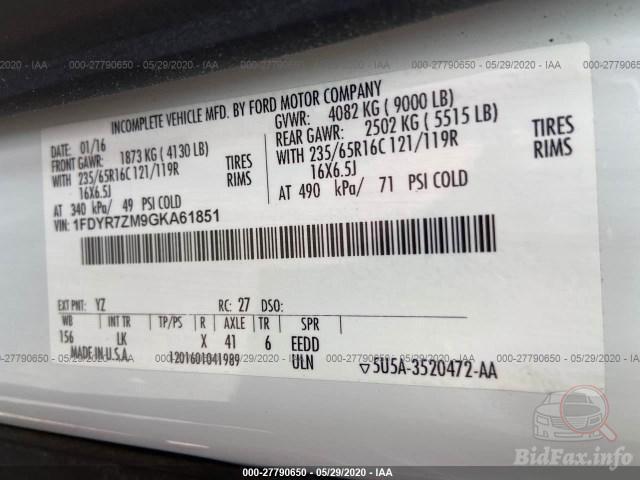 000-27790650 - 05/29/2020 - IAA
INCOMPLETE VEHICLE MFD. BY FORD MOTOR COMPANY
DATE: 01/16
GVWR: 4082 KG ( 9000 LB)
FRONT GAWR: 1873 KG ( 4130 LB)
REAR GAWR: 2502 KG ( 5515 LB)
WITH 235/65R16C 121/119R TIRES
WITH 235/65R16C 121/119R TIRES
16X6.5J RIMS
16X6.5J RIMS
AT 340 kPa/ 49 PSI COLD
AT 490 kPa/ 71 PSI COLD
VIN: 1FDYR7ZM9GKA61851
EXT PNT: YZ RC: 27 DSO:
WB INT TR TP/PS R AXLE TR SPR
156 LK X 41 6 EEDD
MADE IN U.S.A. 1201601041989 ULN ▽5U5A-3520472-AA
BidFax.info
000-27790650 - 05/29/2020 - IAA